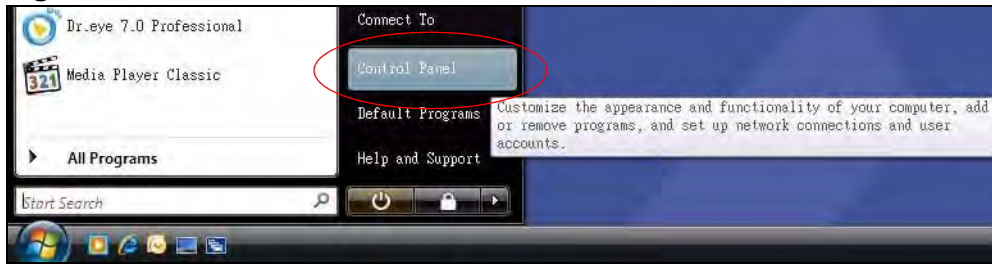 Dr.eye 7.0 Professional
321
Media Player Classic
All Programs
Start Search
Connect To
Control Panel
Default Programs
Help and Support
Customize the appearance and functionality of your computer, add
or remove programs, and set up network connections and user
accounts.